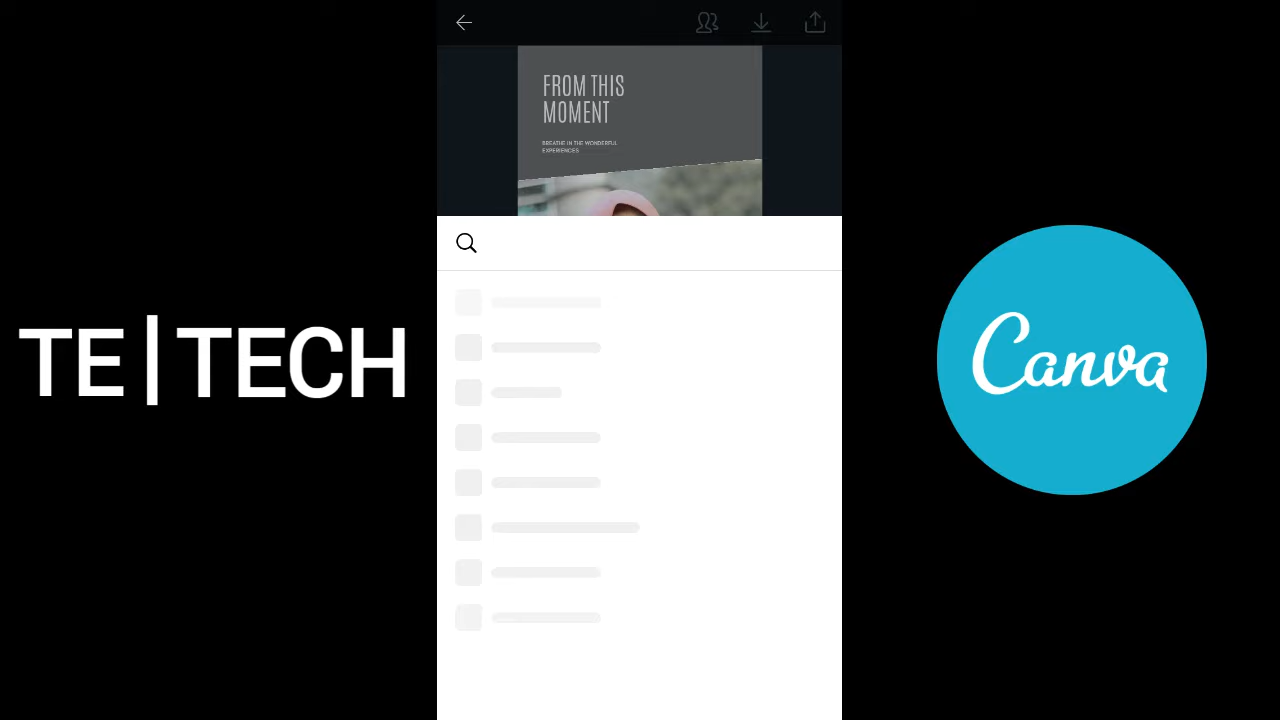 FROM THIS
MOMENT
BREATHE IN THE WONDERFUL
EXPERIENCES
TE|TECH
Canva